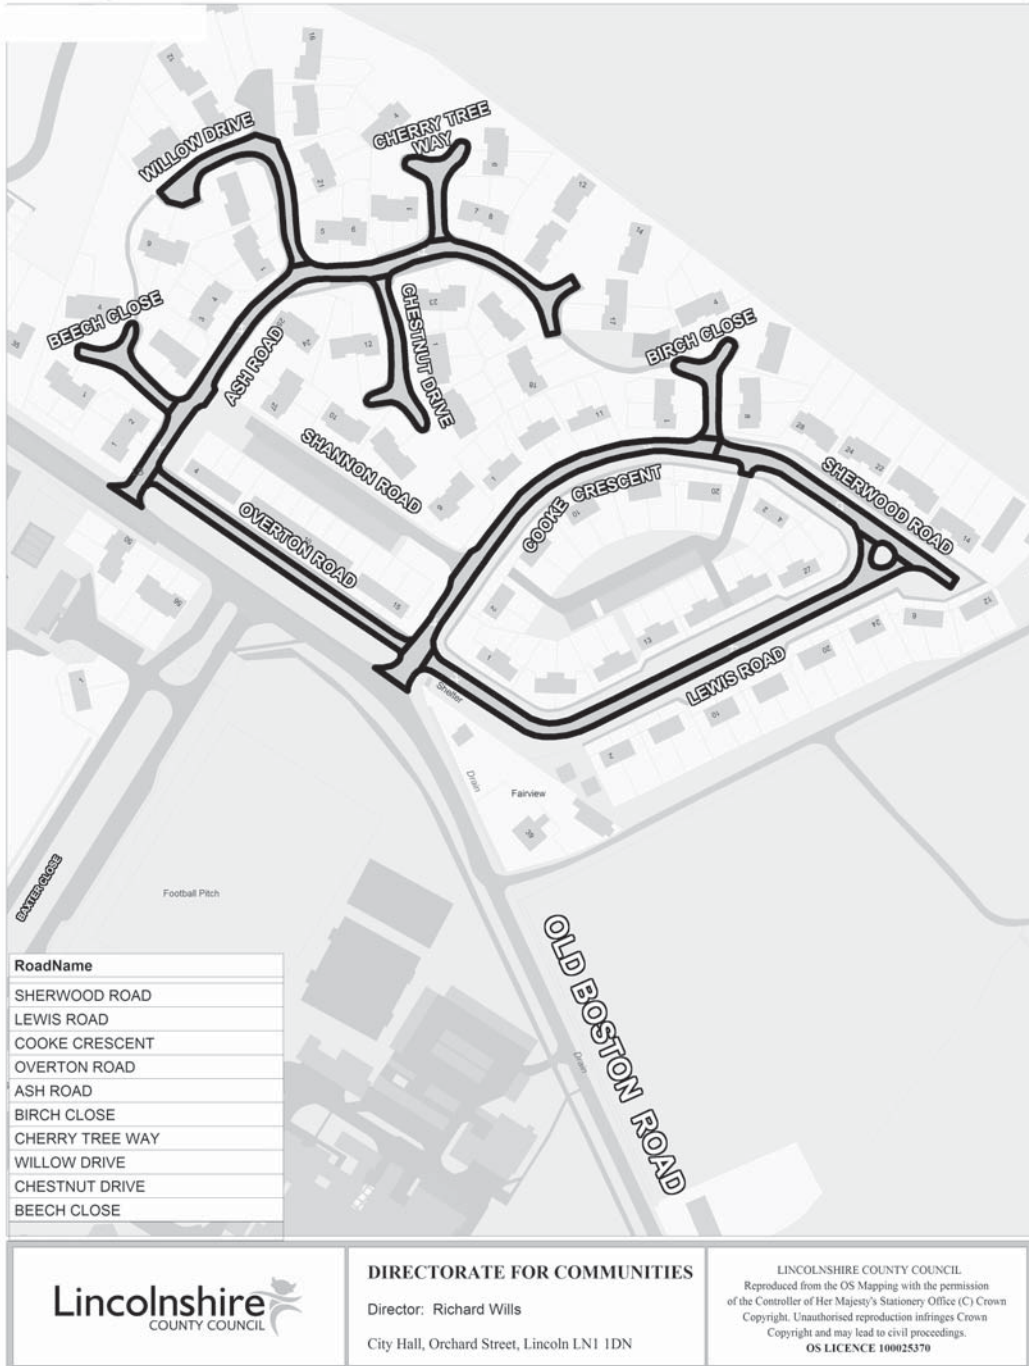 WILLOW DRIVE
CHERRY TREE
WAY
BEECH CLOSE
ASH ROAD
CHESTNUT DRIVE
BIRCH CLOSE
SHANNON ROAD
OVERTON ROAD
COOKE CRESCENT
SHERWOOD ROAD
LEWIS ROAD
Shelter
Drain
Fairview
39
BAXTER CLOSE
Football Pitch
OLD BOSTON ROAD
Drain
RoadName
SHERWOOD ROAD
LEWIS ROAD
COOKE CRESCENT
OVERTON ROAD
ASH ROAD
BIRCH CLOSE
CHERRY TREE WAY
WILLOW DRIVE
CHESTNUT DRIVE
BEECH CLOSE
Lincolnshire
COUNTY COUNCIL
DIRECTORATE FOR COMMUNITIES
Director: Richard Wills
City Hall, Orchard Street, Lincoln LN1 1DN
LINCOLNSHIRE COUNTY COUNCIL
Reproduced from the OS Mapping with the permission
of the Controller of Her Majesty's Stationery Office (C) Crown
Copyright. Unauthorised reproduction infringes Crown
Copyright and may lead to civil proceedings.
OS LICENCE 100025370